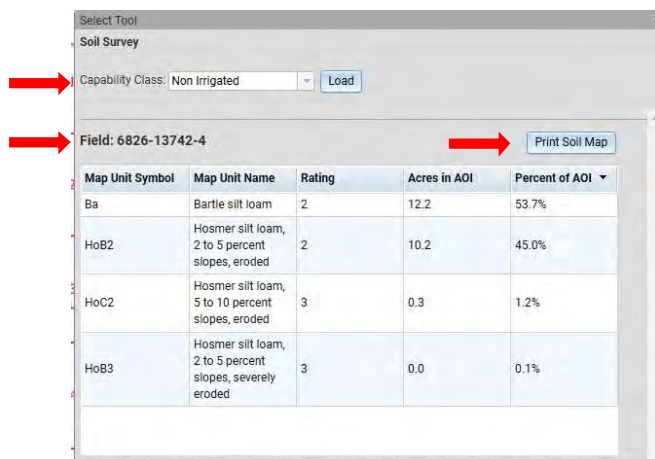 Select Tool
Soil Survey
Capability Class: Non Irrigated Load
Field: 6826-13742-4 Print Soil Map
Map Unit Symbol Map Unit Name Rating Acres in AOI Percent of AOI
Ba Bartle silt loam 2 12.2 53.7%
Hosmer silt loam,
HoB2 2 to 5 percent 2 10.2 45.0%
slopes, eroded
Hosmer silt loam,
HoC2 5 to 10 percent 3 0.3 1.2%
slopes, eroded
Hosmer silt loam,
2 to 5 percent
HoB3 slopes, severely 3 0.0 0.1%
eroded